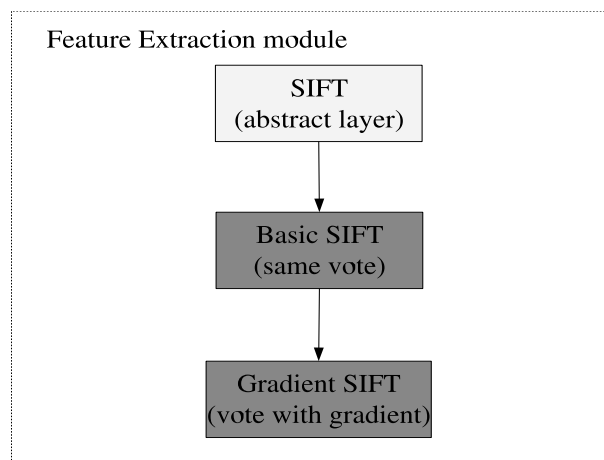 Feature Extraction module
SIFT
(abstract layer)
Basic SIFT
(same vote)
Gradient SIFT
(vote with gradient)